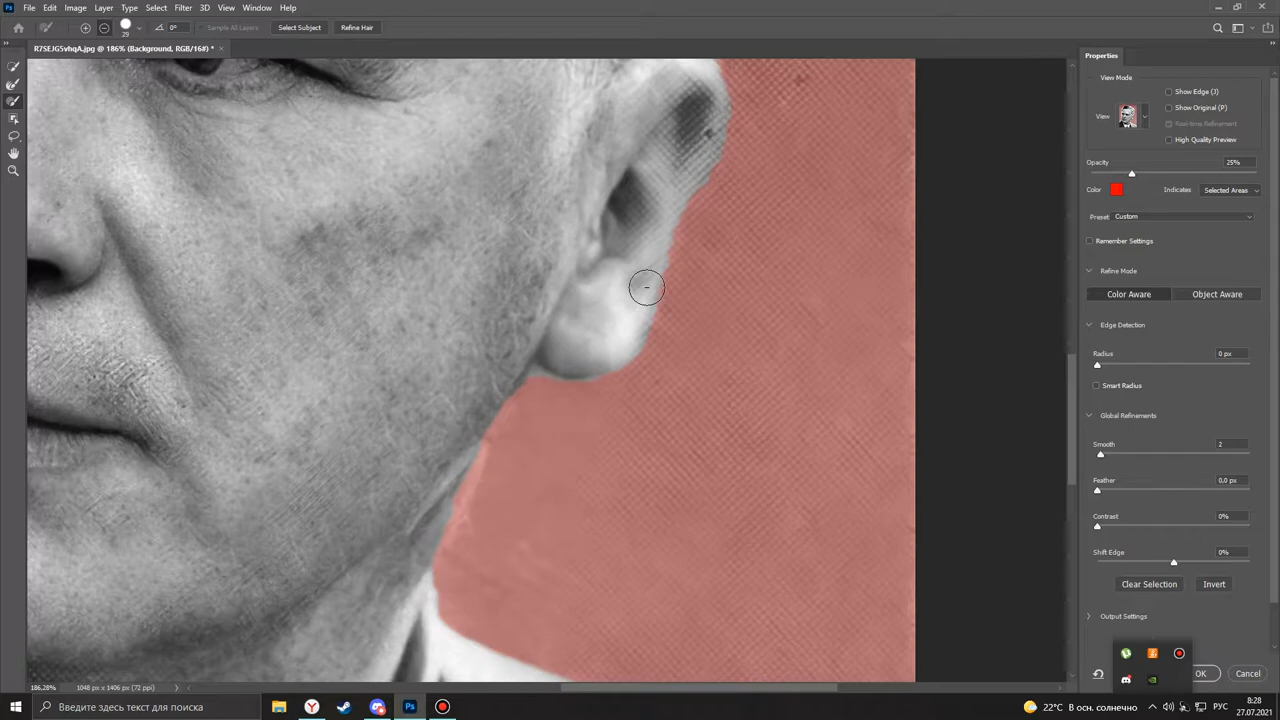 Ps File Edit Image Layer Type Select Filter 3D View Window Help
29 0° Sample All Layers Select Subject Refine Hair
R7SEJG5vhqA.jpg @ 186% (Background, RGB/16#) *
Properties
View Mode
Show Edge (J)
Show Original (P)
View
Real-time Refinement
High Quality Preview
Opacity 25%
Color Indicates Selected Areas
Preset: Custom
Remember Settings
Refine Mode
Color Aware Object Aware
Edge Detection
Radius 0 px
Smart Radius
Global Refinements
Smooth 2
Feather 0,0 px
Contrast 0%
Shift Edge 0%
Clear Selection Invert
Output Settings
OK Cancel
186,28% 1048 px x 1406 px (72 ppi)
Введите здесь текст для поиска
Ps
22°C В осн. солнечно
РУС
8:28
27.07.2021